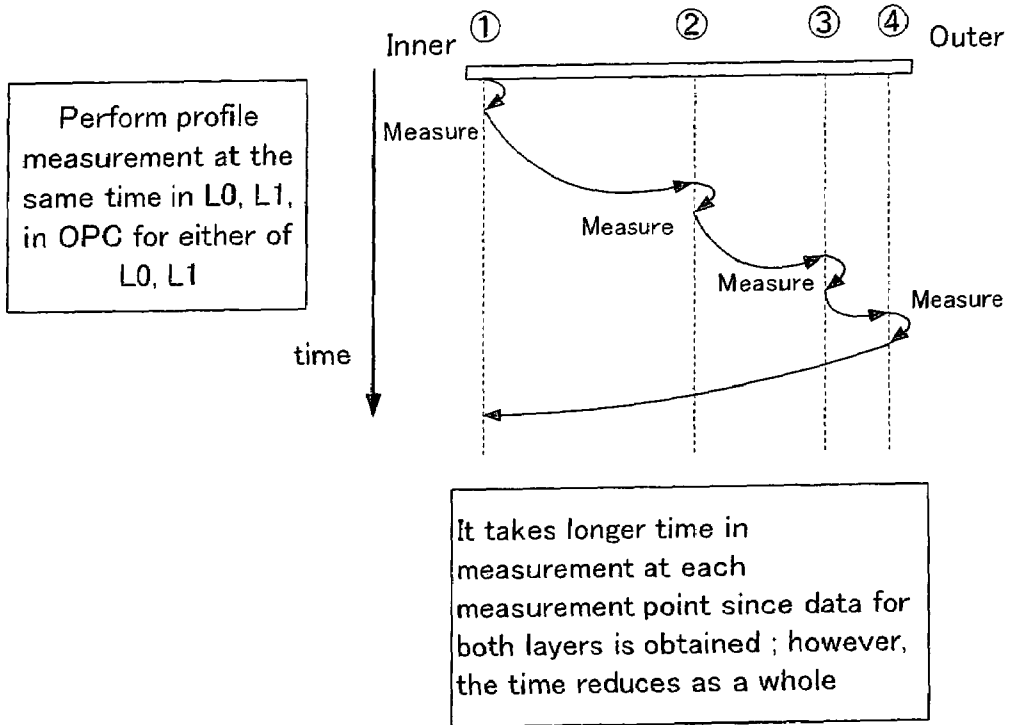 ① ② ③ ④
Inner Outer
Perform profile
measurement at the
same time in L0, L1,
in OPC for either of
L0, L1
Measure
Measure
Measure
Measure
time
It takes longer time in
measurement at each
measurement point since data for
both layers is obtained ; however,
the time reduces as a whole